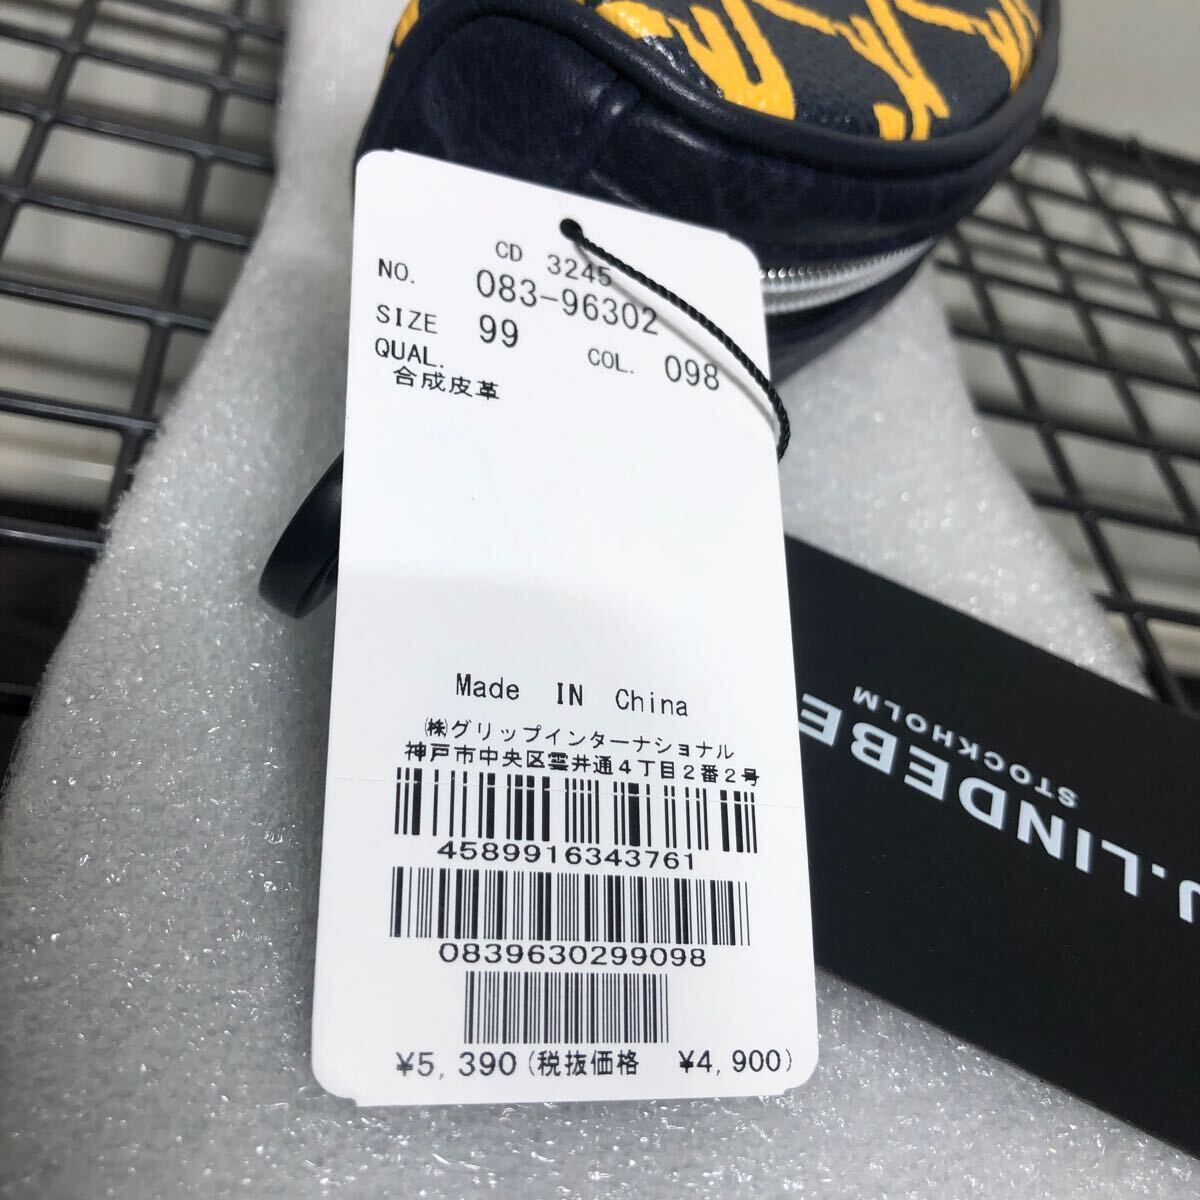 CD 3245
NO. 083-96302
SIZE 99 COL. 098
QUAL.
合成皮革
Made IN China
㈱グリップインターナショナル
神戸市中央区雲井通4丁目2番2号
4589916343761
0839630299098
¥5,390(税抜価格 ¥4,900)
J.LINDEBE
STOCKHOLM